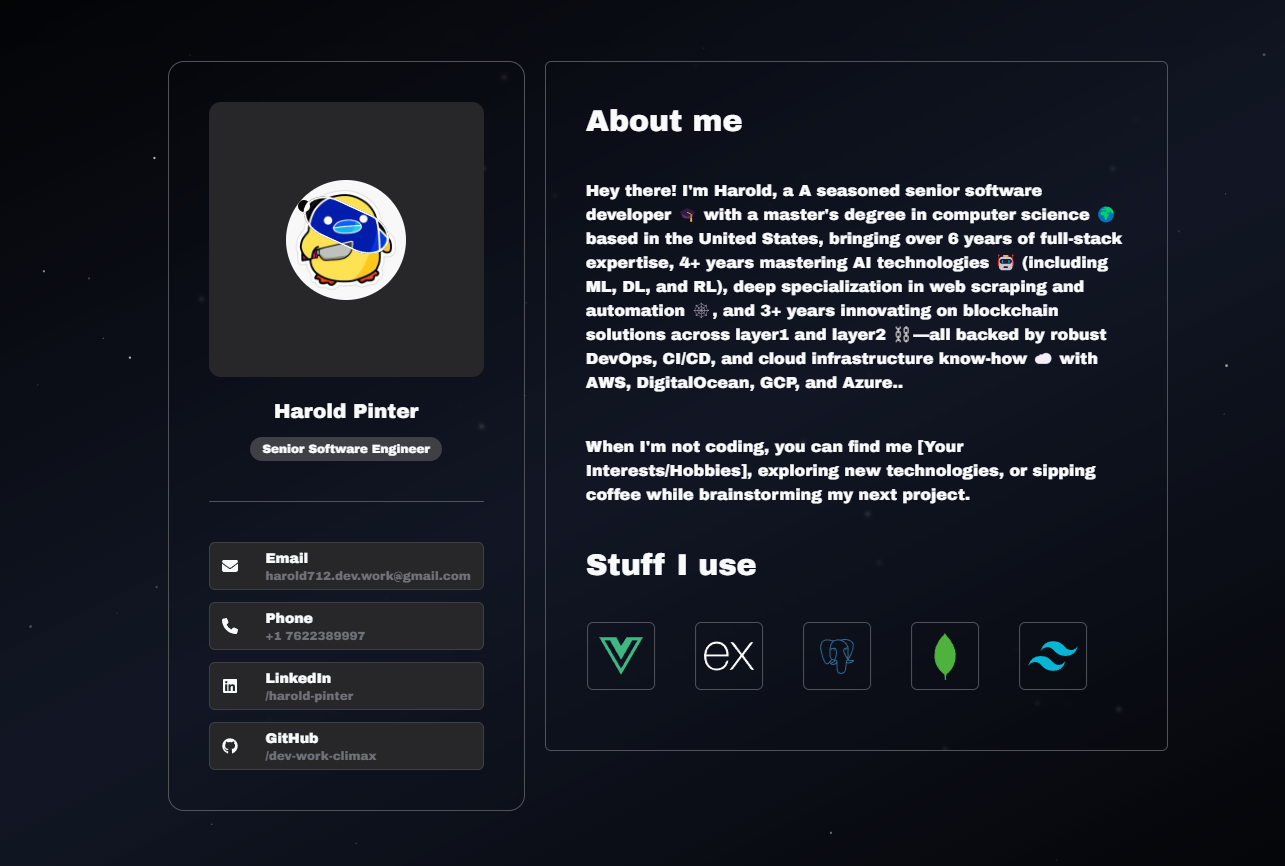 Harold Pinter
Senior Software Engineer
Email
harold712.dev.work@gmail.com
Phone
+1 7622389997
LinkedIn
/harold-pinter
GitHub
/dev-work-climax
About me
Hey there! I'm Harold, a A seasoned senior software
developer 🎓 with a master's degree in computer science 🌍
based in the United States, bringing over 6 years of full-stack
expertise, 4+ years mastering AI technologies 🤖 (including
ML, DL, and RL), deep specialization in web scraping and
automation 🕸️, and 3+ years innovating on blockchain
solutions across layer1 and layer2 ⛓️—all backed by robust
DevOps, CI/CD, and cloud infrastructure know-how ☁️ with
AWS, DigitalOcean, GCP, and Azure..
When I'm not coding, you can find me [Your
Interests/Hobbies], exploring new technologies, or sipping
coffee while brainstorming my next project.
Stuff I use
ex